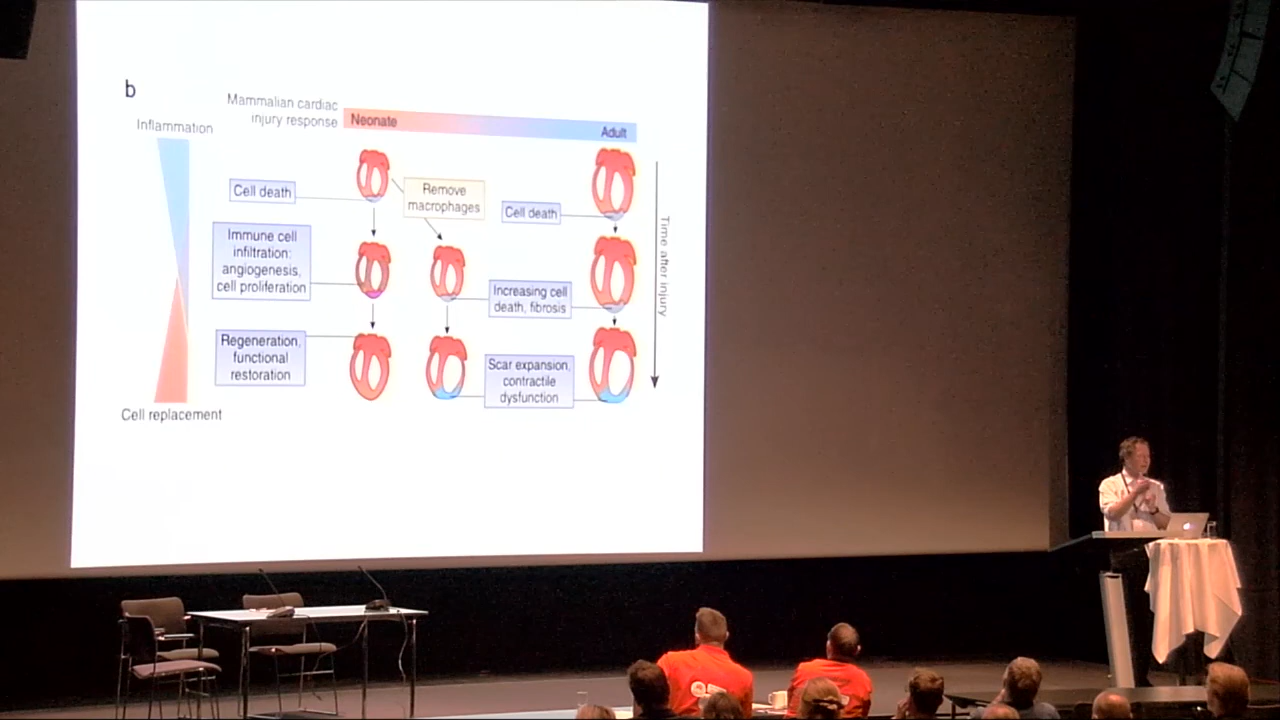 b
Mammalian cardiac
injury response
Neonate
Adult
Inflammation
Cell death
Remove
macrophages
Cell death
Immune cell
infiltration:
angiogenesis,
cell proliferation
Increasing cell
death, fibrosis
Time after injury
Regeneration,
functional
restoration
Scar expansion,
contractile
dysfunction
Cell replacement